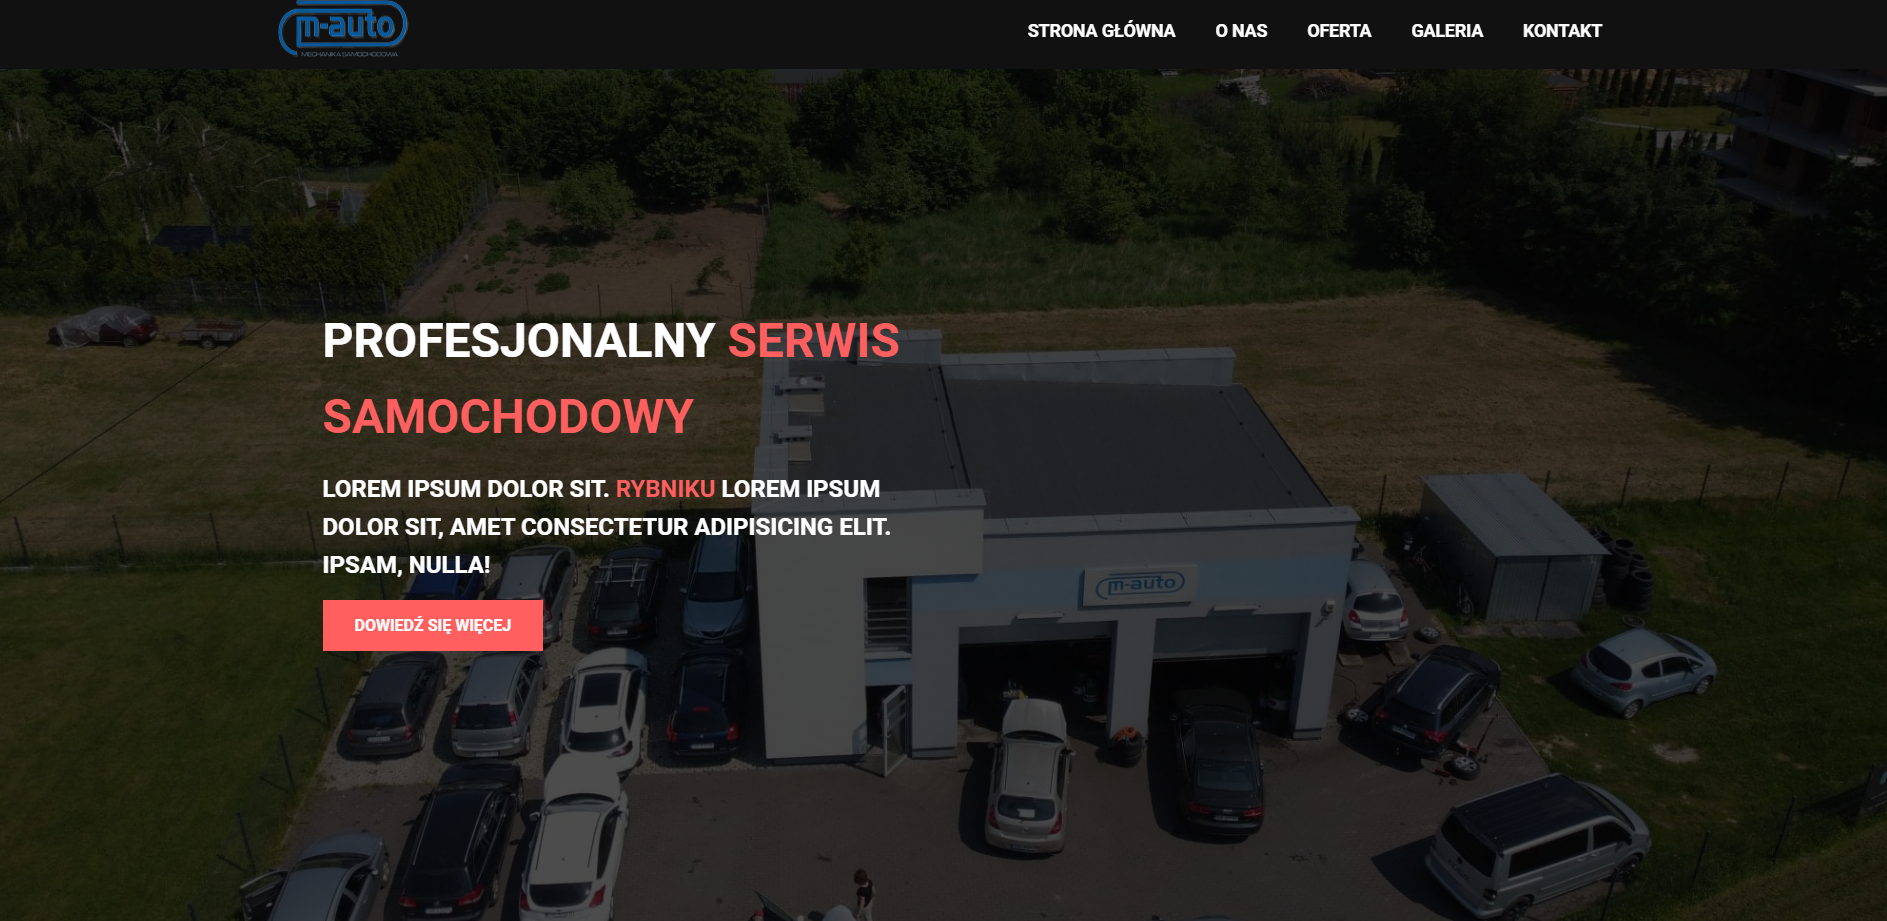 m-auto
MECHANIKA SAMOCHODOWA
STRONA GŁÓWNA O NAS OFERTA GALERIA KONTAKT
PROFESJONALNY SERWIS
SAMOCHODOWY
LOREM IPSUM DOLOR SIT. RYBNIKU LOREM IPSUM
DOLOR SIT, AMET CONSECTETUR ADIPISICING ELIT.
IPSAM, NULLA!
DOWIEDŹ SIĘ WIĘCEJ
m-auto